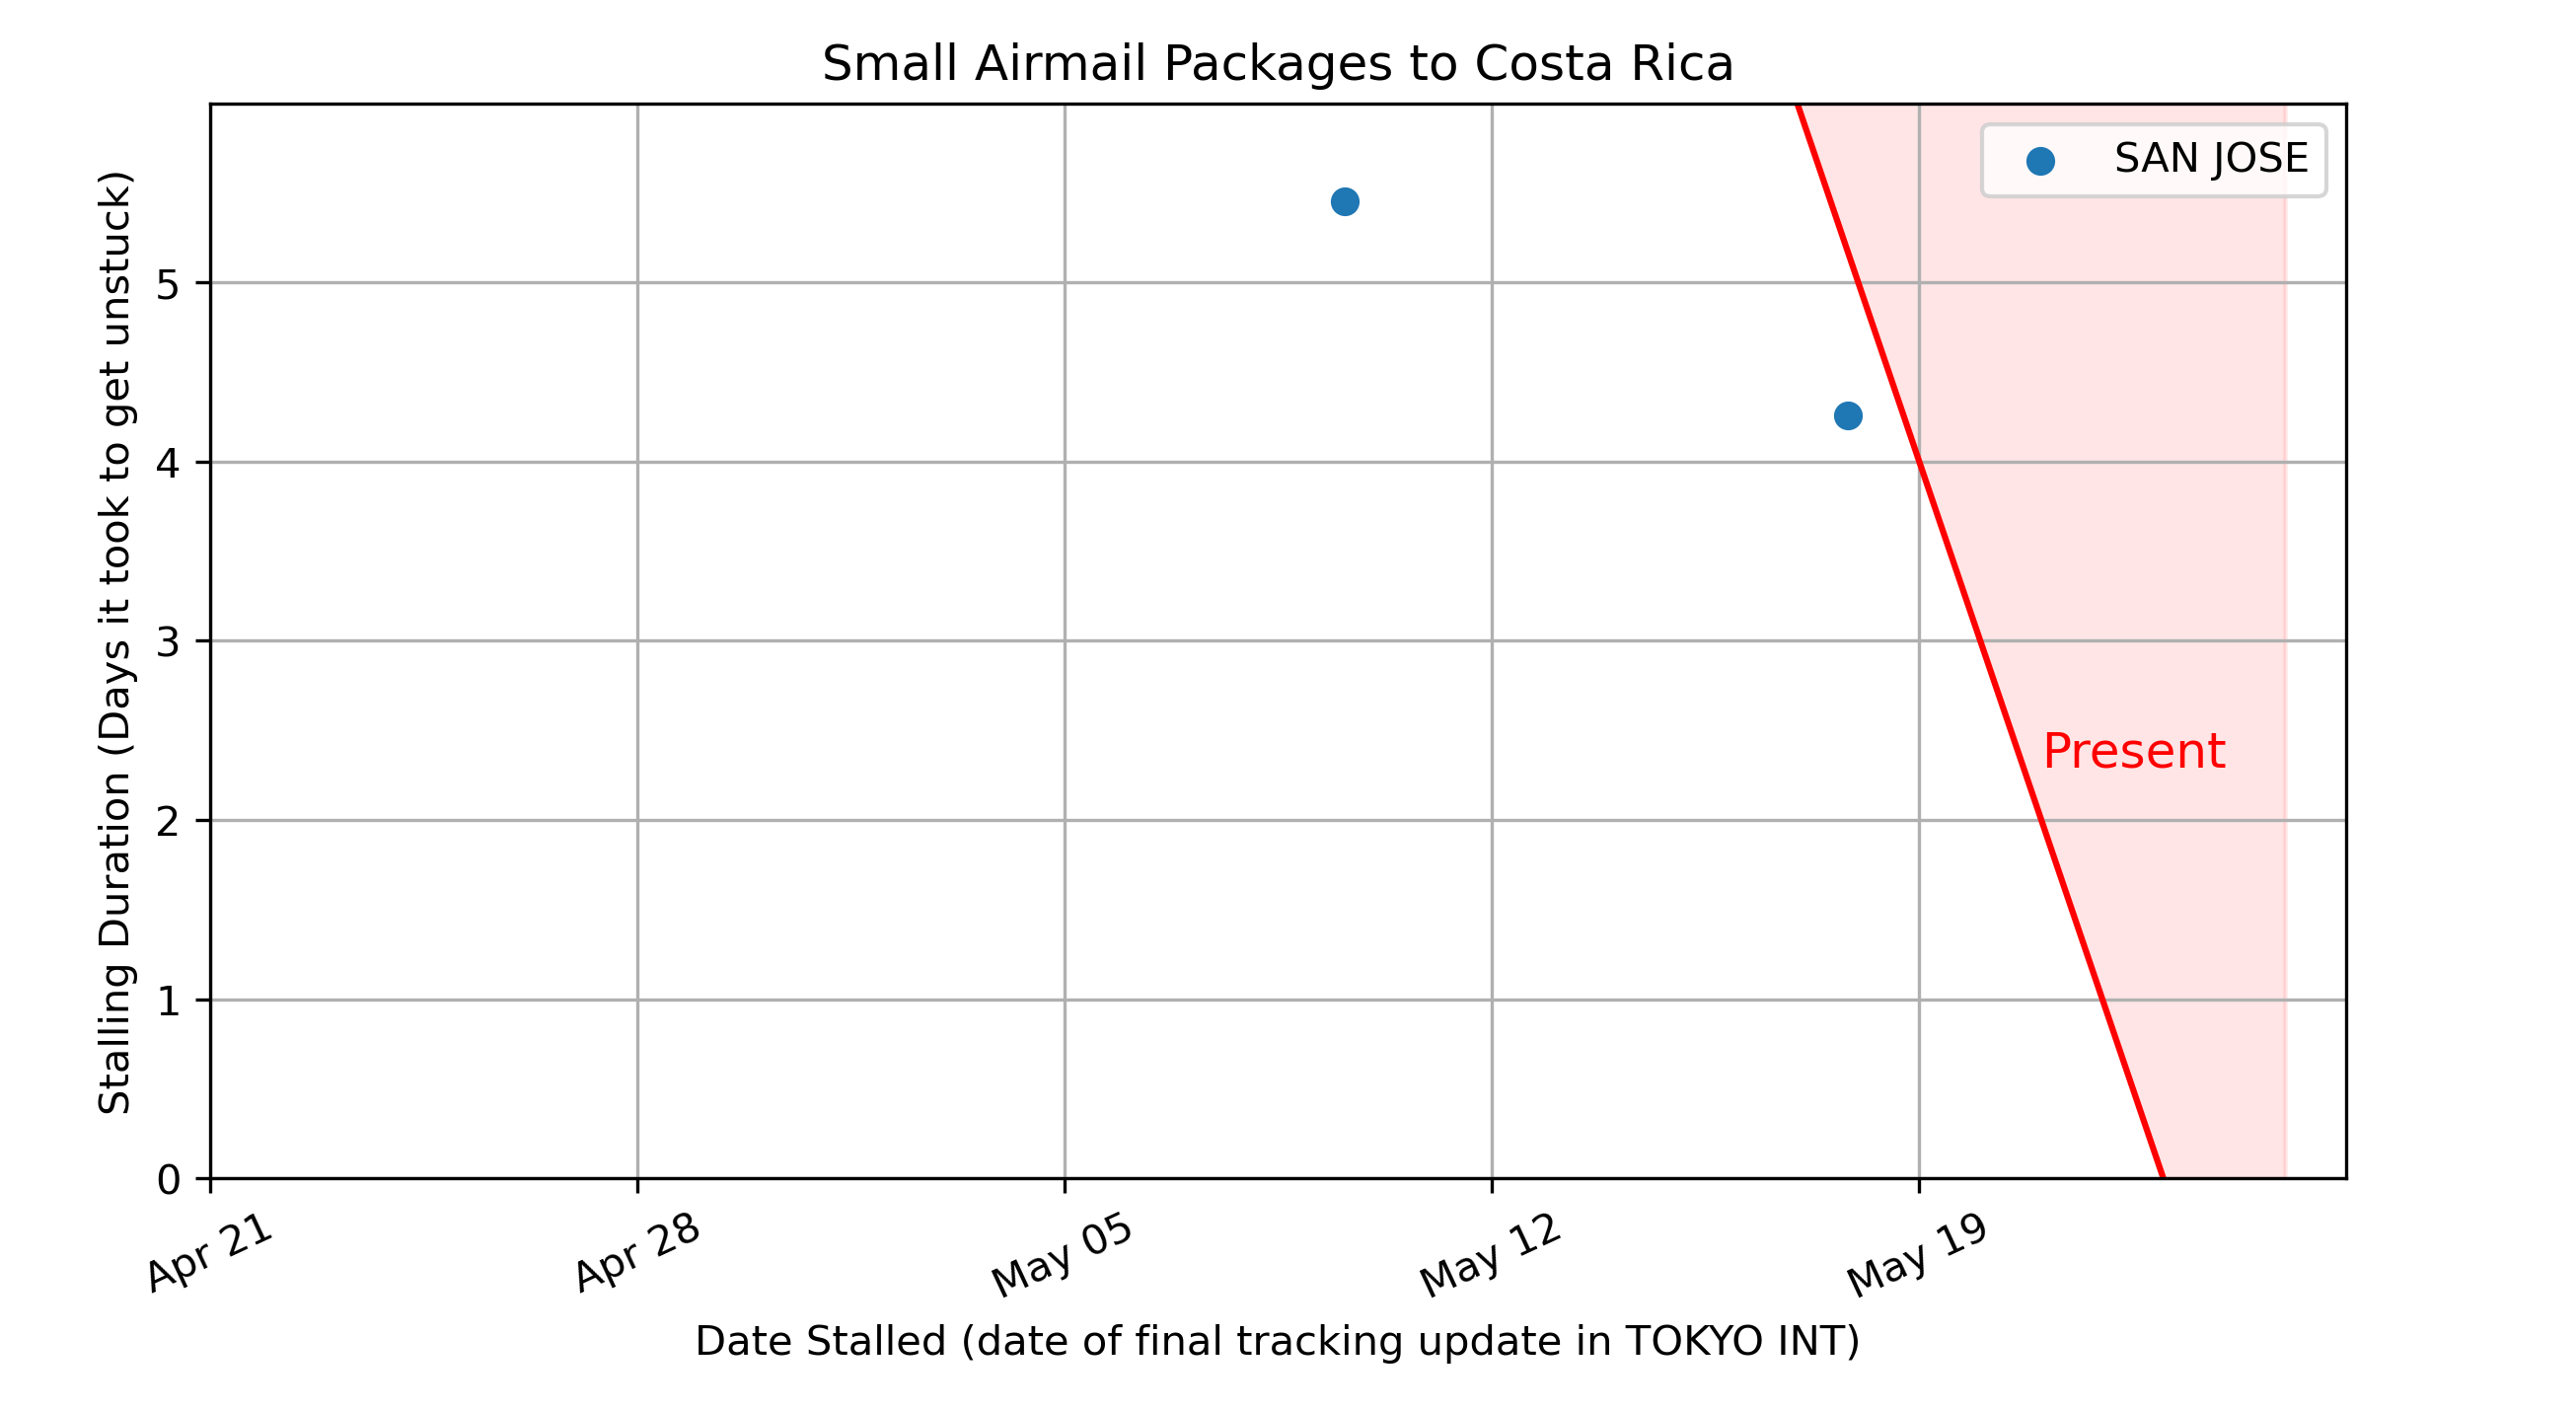 Small Airmail Packages to Costa Rica
SAN JOSE
Present
Stalling Duration (Days it took to get unstuck)
5
4
3
2
1
0
Apr 21
Apr 28
May 05
May 12
May 19
Date Stalled (date of final tracking update in TOKYO INT)